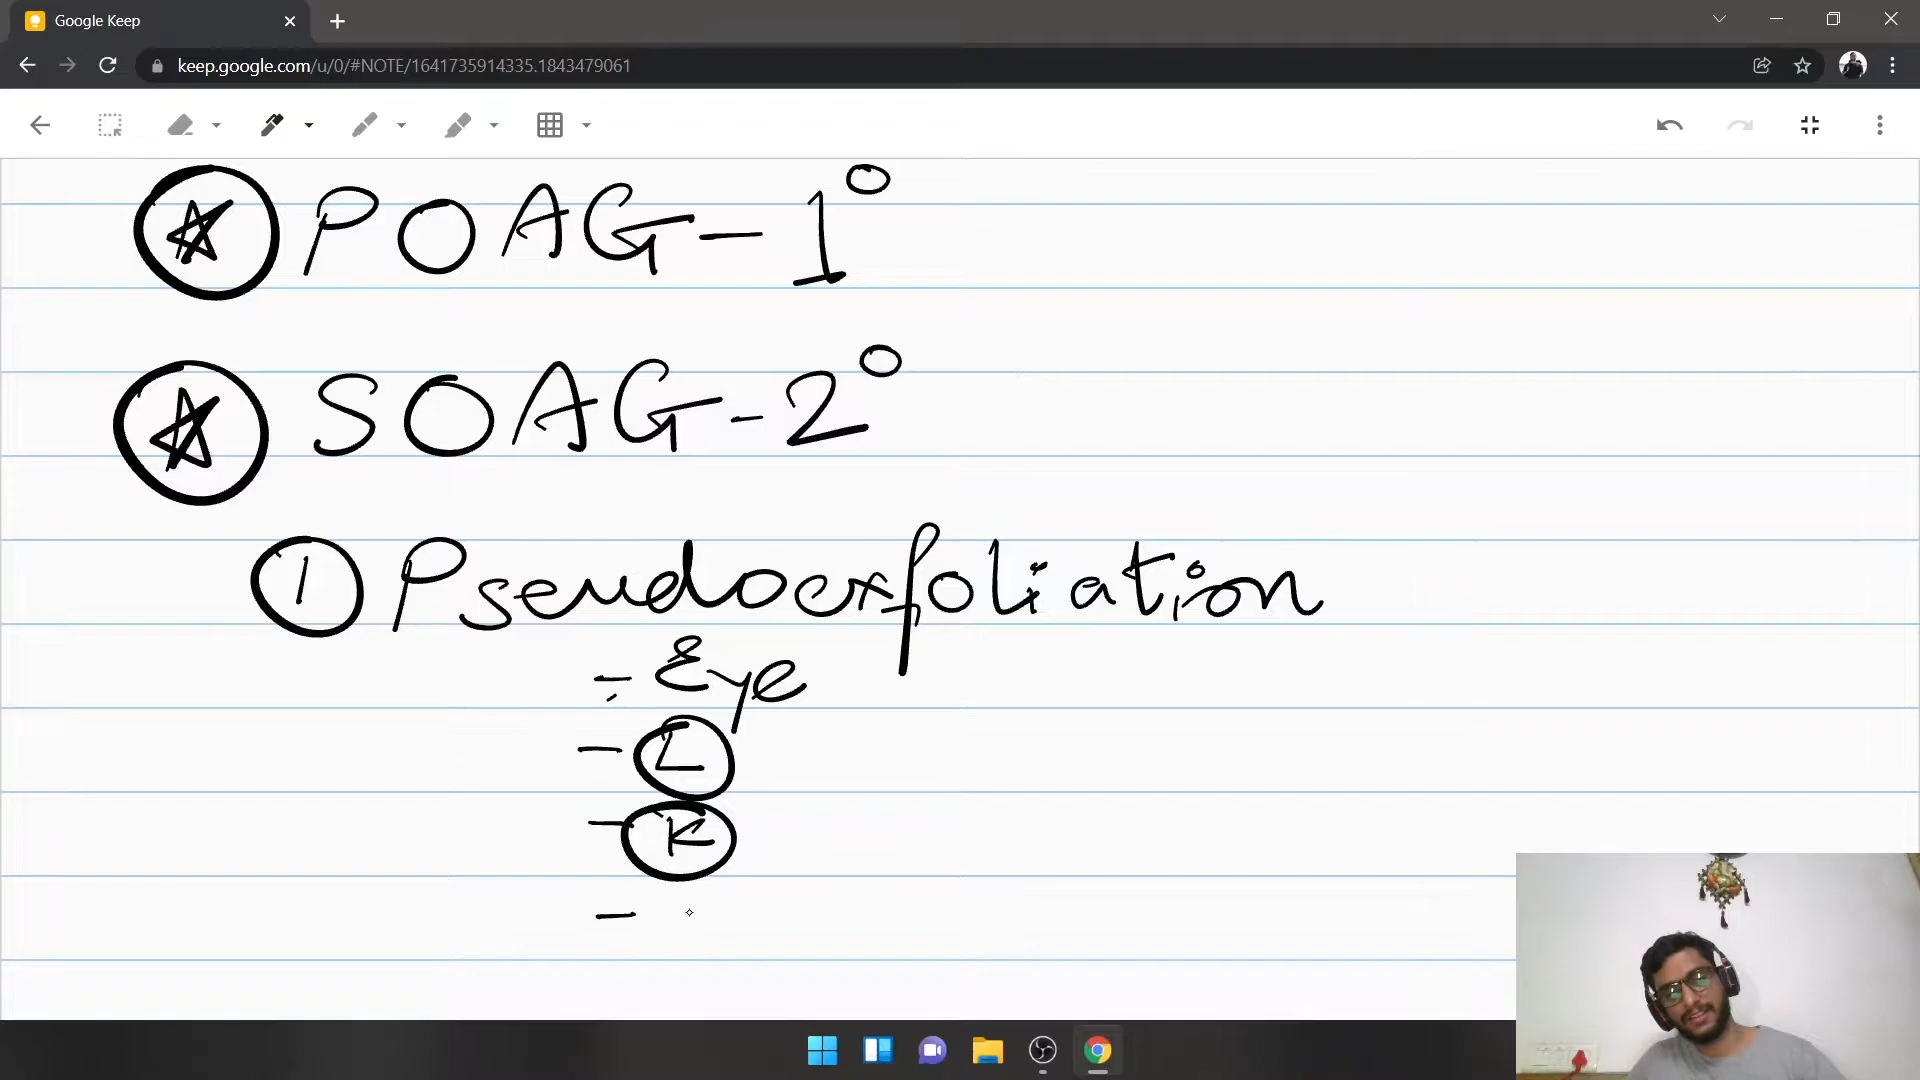 Google Keep
keep.google.com/u/0/#NOTE/1641735914335.1843479061
POAG-1°
SOAG-2°
1 Pseudoexfoliation
- Eye
- L
- K
-